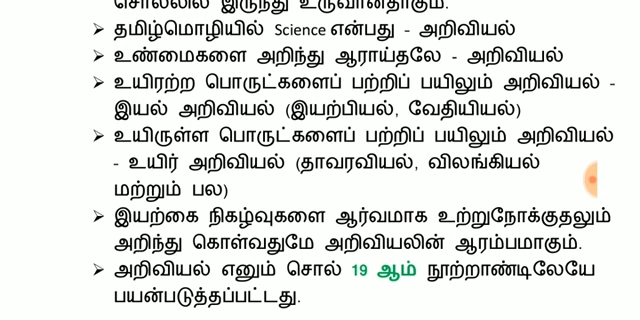 சொல்லில் இருந்து உருவானதாகும்.
➢ தமிழ்மொழியில் Science என்பது - அறிவியல்
➢ உண்மைகளை அறிந்து ஆராய்தலே - அறிவியல்
➢ உயிரற்ற பொருட்களைப் பற்றிப் பயிலும் அறிவியல் -
இயல் அறிவியல் (இயற்பியல், வேதியியல்)
➢ உயிருள்ள பொருட்களைப் பற்றிப் பயிலும் அறிவியல்
- உயிர் அறிவியல் (தாவரவியல், விலங்கியல்
மற்றும் பல)
➢ இயற்கை நிகழ்வுகளை ஆர்வமாக உற்றுநோக்குதலும்
அறிந்து கொள்வதுமே அறிவியலின் ஆரம்பமாகும்.
➢ அறிவியல் எனும் சொல் 19 ஆம் நூற்றாண்டிலேயே
பயன்படுத்தப்பட்டது.